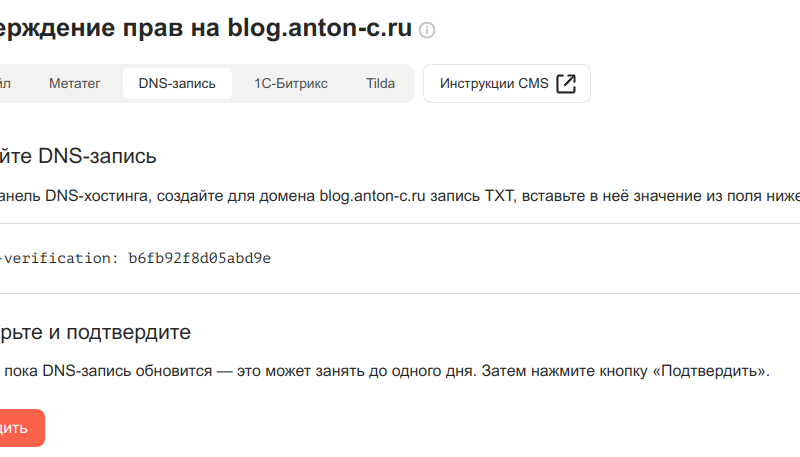 ерждение прав на blog.anton-c.ru
йл Метатег DNS-запись 1С-Битрикс Tilda Инструкции CMS
йте DNS-запись
анель DNS-хостинга, создайте для домена blog.anton-c.ru запись TXT, вставьте в неё значение из поля ниже
-verification: b6fb92f8d05abd9e
рьте и подтвердите
пока DNS-запись обновится — это может занять до одного дня. Затем нажмите кнопку «Подтвердить».
дить